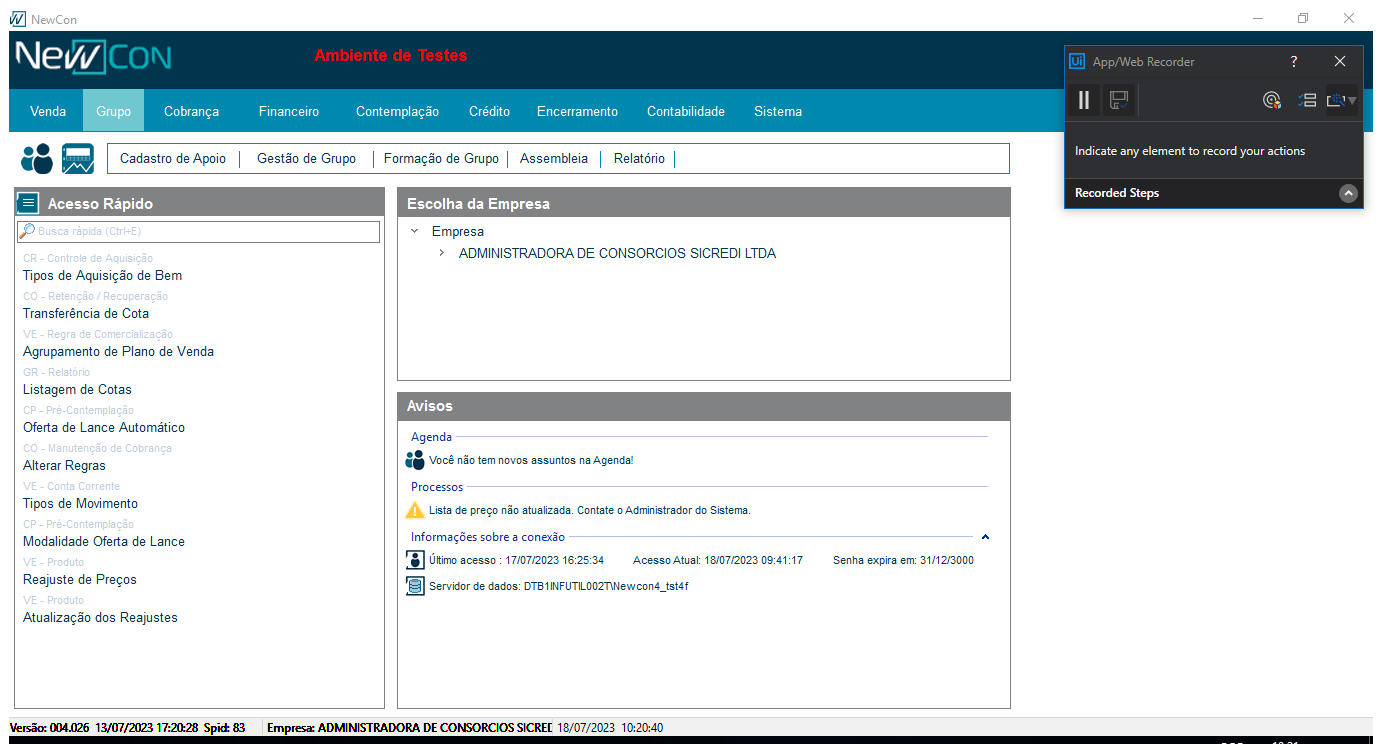 NewCon
NewCon
Ambiente de Testes
Venda Grupo Cobrança Financeiro Contemplação Crédito Encerramento Contabilidade Sistema
Cadastro de Apoio Gestão de Grupo Formação de Grupo Assembleia Relatório
Ui App/Web Recorder ?
Indicate any element to record your actions
Recorded Steps
Acesso Rápido
Busca rápida (Ctrl+E)
CR - Controle de Aquisição
Tipos de Aquisição de Bem
CO - Retenção / Recuperação
Transferência de Cota
VE - Regra de Comercialização
Agrupamento de Plano de Venda
GR - Relatório
Listagem de Cotas
CP - Pré-Contemplação
Oferta de Lance Automático
CO - Manutenção de Cobrança
Alterar Regras
VE - Conta Corrente
Tipos de Movimento
CP - Pré-Contemplação
Modalidade Oferta de Lance
VE - Produto
Reajuste de Preços
VE - Produto
Atualização dos Reajustes
Escolha da Empresa
Empresa
ADMINISTRADORA DE CONSORCIOS SICREDI LTDA
Avisos
Agenda
Você não tem novos assuntos na Agenda!
Processos
Lista de preço não atualizada. Contate o Administrador do Sistema.
Informações sobre a conexão
Último acesso : 17/07/2023 16:25:34 Acesso Atual: 18/07/2023 09:41:17 Senha expira em: 31/12/3000
Servidor de dados: DTB1INFUTIL002T\Newcon4_tst4f
Versão: 004.026 13/07/2023 17:20:28 Spid: 83 Empresa: ADMINISTRADORA DE CONSORCIOS SICREL 18/07/2023 10:20:40